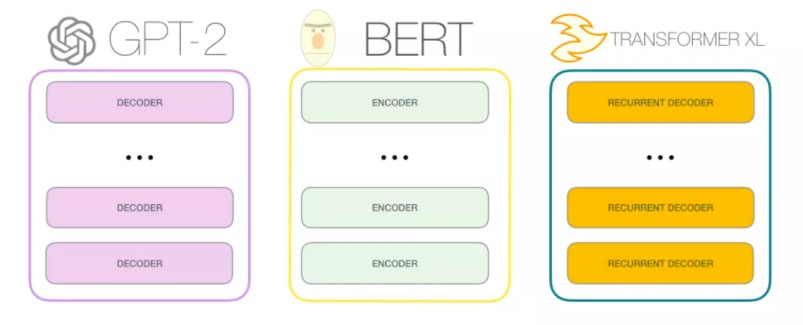 GPT-2
DECODER
...
DECODER
DECODER
BERT
ENCODER
...
ENCODER
ENCODER
TRANSFORMER XL
RECURRENT DECODER
...
RECURRENT DECODER
RECURRENT DECODER